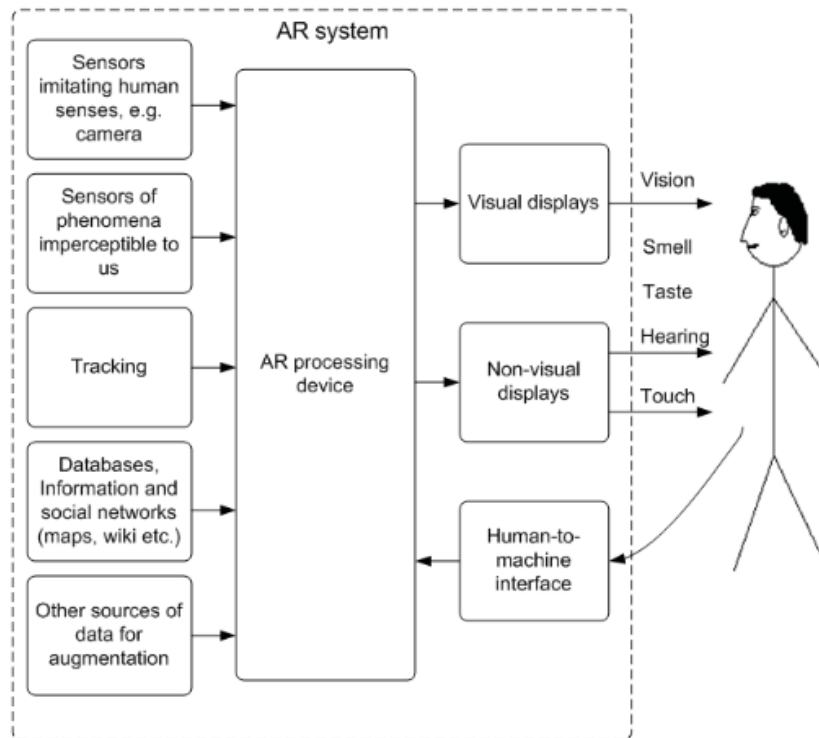 AR system
Sensors
imitating human
senses, e.g.
camera
Sensors of
phenomena
imperceptible to
us
Tracking
Databases,
Information and
social networks
(maps, wiki etc.)
Other sources of
data for
augmentation
AR processing
device
Visual displays
Non-visual
displays
Human-to-
machine
interface
Vision
Smell
Taste
Hearing
Touch